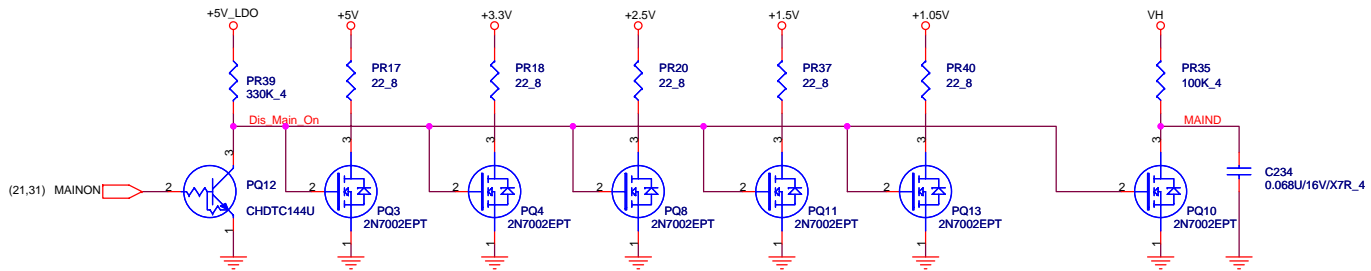 +5V_LDO
+5V
+3.3V
+2.5V
+1.5V
+1.05V
VH
PR39
330K_4
PR17
22_8
PR18
22_8
PR20
22_8
PR37
22_8
PR40
22_8
PR35
100K_4
Dis_Main_On
MAIND
3
3
3
3
3
3
3
(21,31) MAINON
2
PQ12
CHDTC144U
2
2
2
2
2
2
C234
0.068U/16V/X7R_4
PQ3
2N7002EPT
PQ4
2N7002EPT
PQ8
2N7002EPT
PQ11
2N7002EPT
PQ13
2N7002EPT
PQ10
2N7002EPT
1
1
1
1
1
1
1